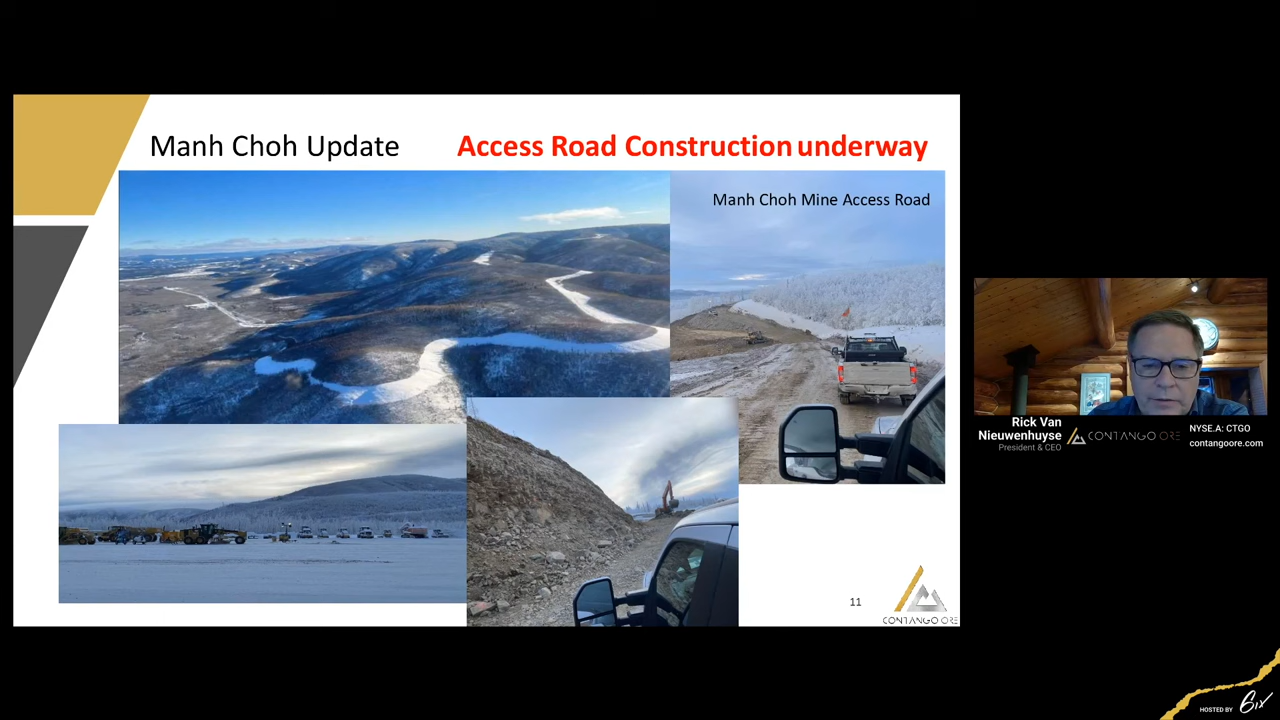 Manh Choh Update
Access Road Construction underway
Manh Choh Mine Access Road
11
CONTANGO ORE
Rick Van
Nieuwenhuyse
President & CEO
CONTANGO ORE
NYSE.A: CTGO
contangoore.com
HOSTED BY 6ix